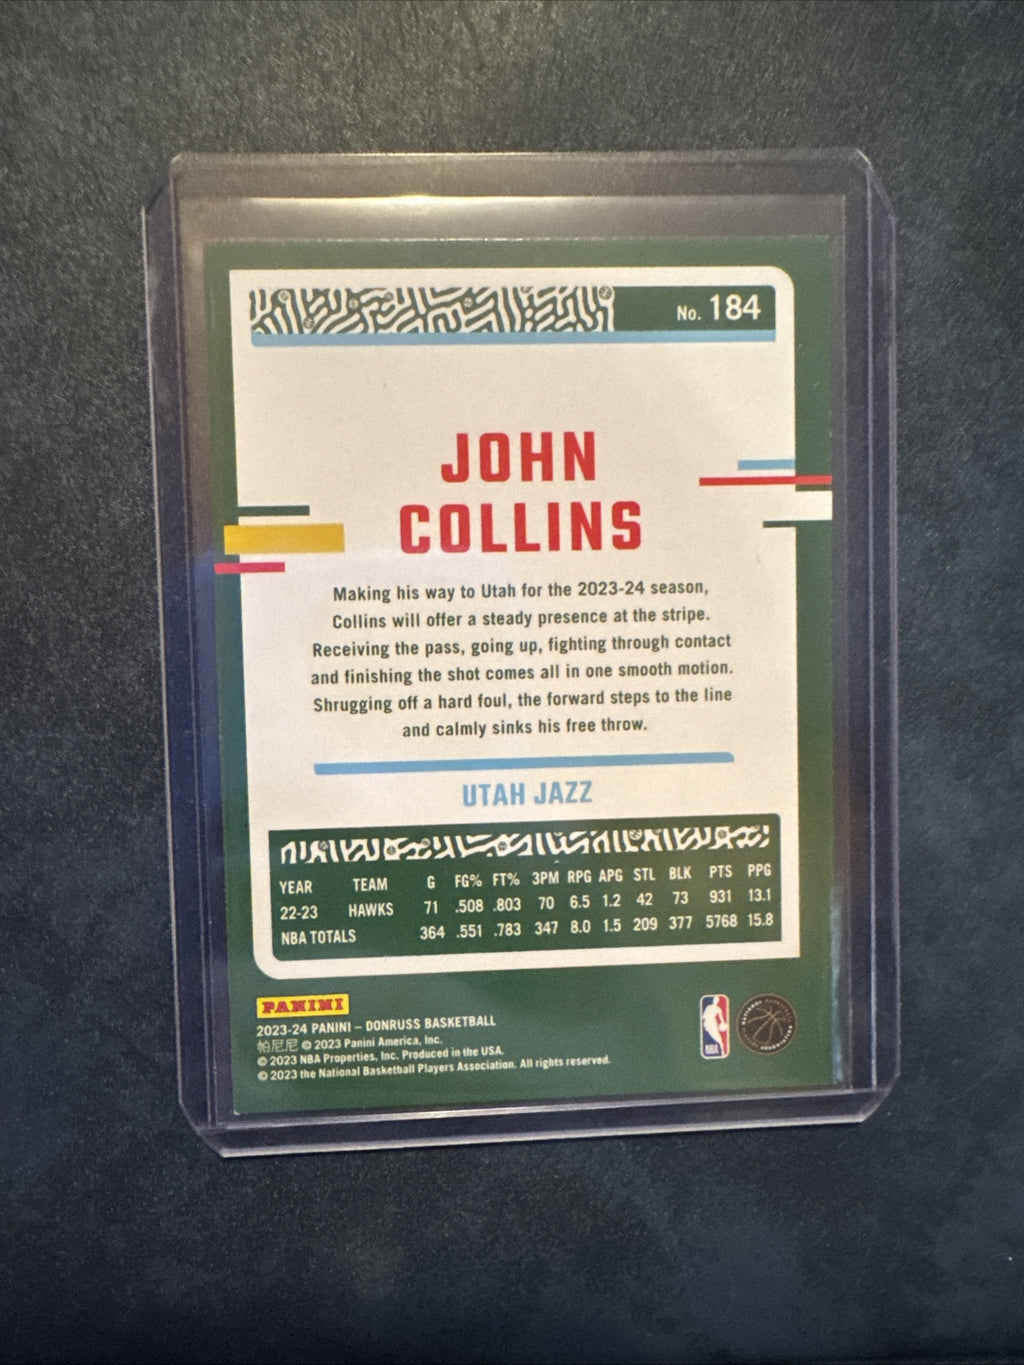 No. 184
JOHN
COLLINS
Making his way to Utah for the 2023-24 season,
Collins will offer a steady presence at the stripe.
Receiving the pass, going up, fighting through contact
and finishing the shot comes all in one smooth motion.
Shrugging off a hard foul, the forward steps to the line
and calmly sinks his free throw.
UTAH JAZZ
YEAR TEAM G FG% FT% 3PM RPG APG STL BLK PTS PPG
22-23 HAWKS 71 .508 .803 70 6.5 1.2 42 73 931 13.1
NBA TOTALS 364 .551 .783 347 8.0 1.5 209 377 5768 15.8
PANINI
2023-24 PANINI – DONRUSS BASKETBALL
帕尼尼 © 2023 Panini America, Inc.
© 2023 NBA Properties, Inc. Produced in the USA.
© 2023 the National Basketball Players Association. All rights reserved.
NBA